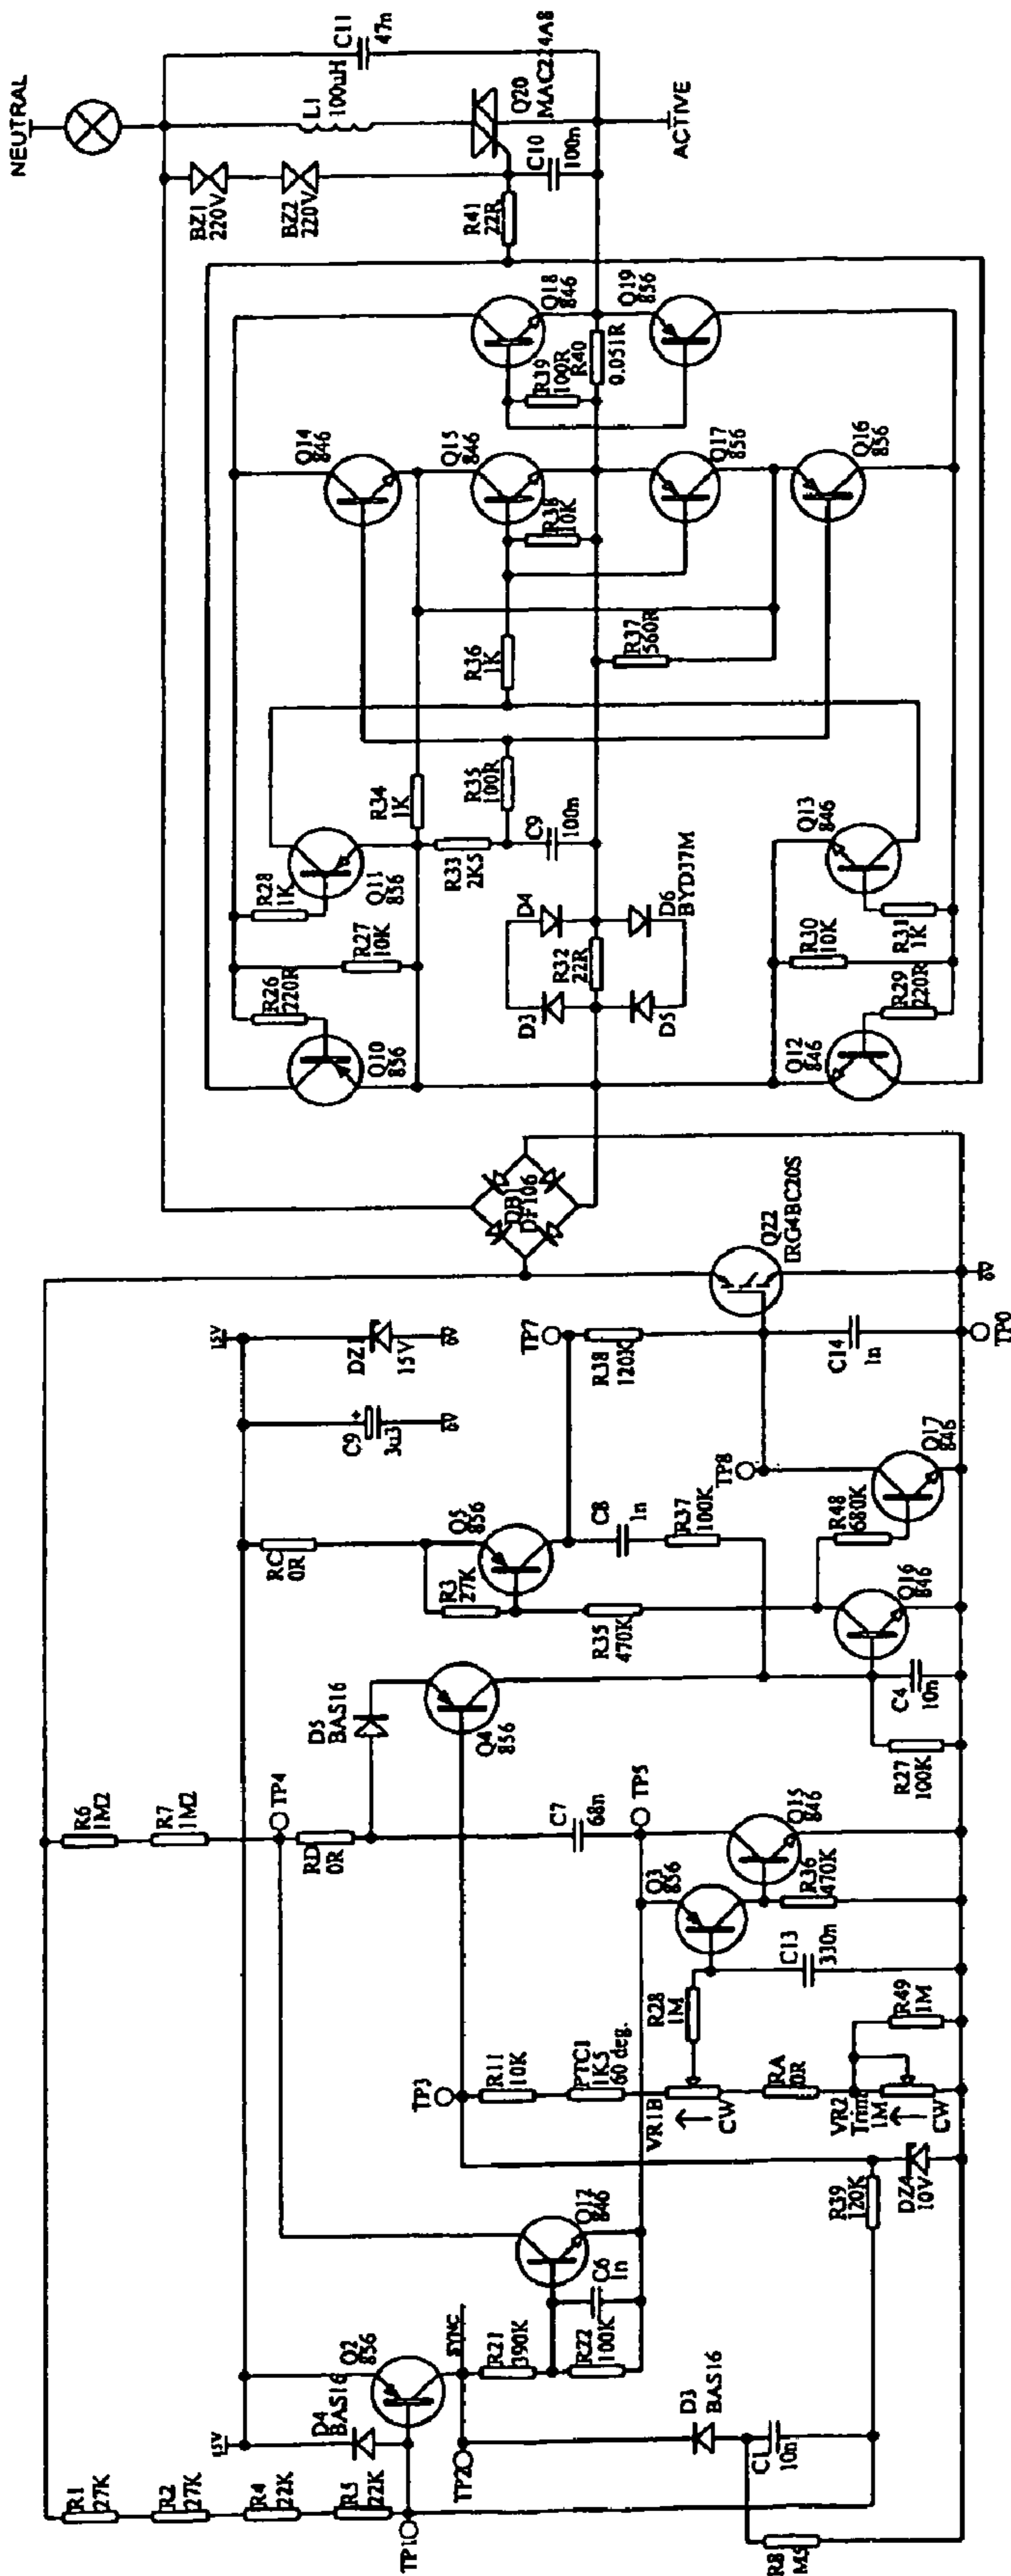 NEUTRAL
C11
47n
L1
100uH
Q20
MAC224A8
BZ1
220V
BZ2
220V
C10
100n
ACTIVE
R41
22R
Q18
846
Q19
856
R39
100R
R40
0.051R
Q14
846
Q15
846
Q17
856
Q16
856
R38
10K
R37
560R
R36
1K
R34
1K
R35
100R
R33
2K5
C9
100n
R28
1K
Q11
856
R27
10K
R26
220R
Q10
856
D4
D3
R32
22R
D6
BYD37M
D5
Q13
846
R31
1K
R30
10K
R29
220R
Q12
846
DB1
DF106
Q22
IRG4BC20S
15V
DZ1
15V
0V
C9
+
3u3
0V
TP7
R38
120K
C14
1n
0V
TP0
TP8
Q17
846
R48
680K
RC
0R
Q5
856
R3
27K
C8
1n
R37
100K
R35
470K
Q16
846
D5
BAS16
Q4
856
C4
10n
R27
100K
R6
1M2
R7
1M2
TP4
RD
0R
C7
68n
TP5
Q15
846
Q3
856
R36
470K
C13
330n
R28
1M
R49
1M
TP3
R11
10K
PTC1
1K5
60 deg.
VR1B
CW
RA
0R
VR2
Trim
1M
CW
R39
120K
DZ4
10V
Q12
846
C6
1n
SYNC
R21
390K
R22
100K
Q2
856
15V
D4
BAS16
TP2
D3
BAS16
C1
10n
R1
27K
R2
27K
R4
22K
R5
22K
TP1
R8
M5